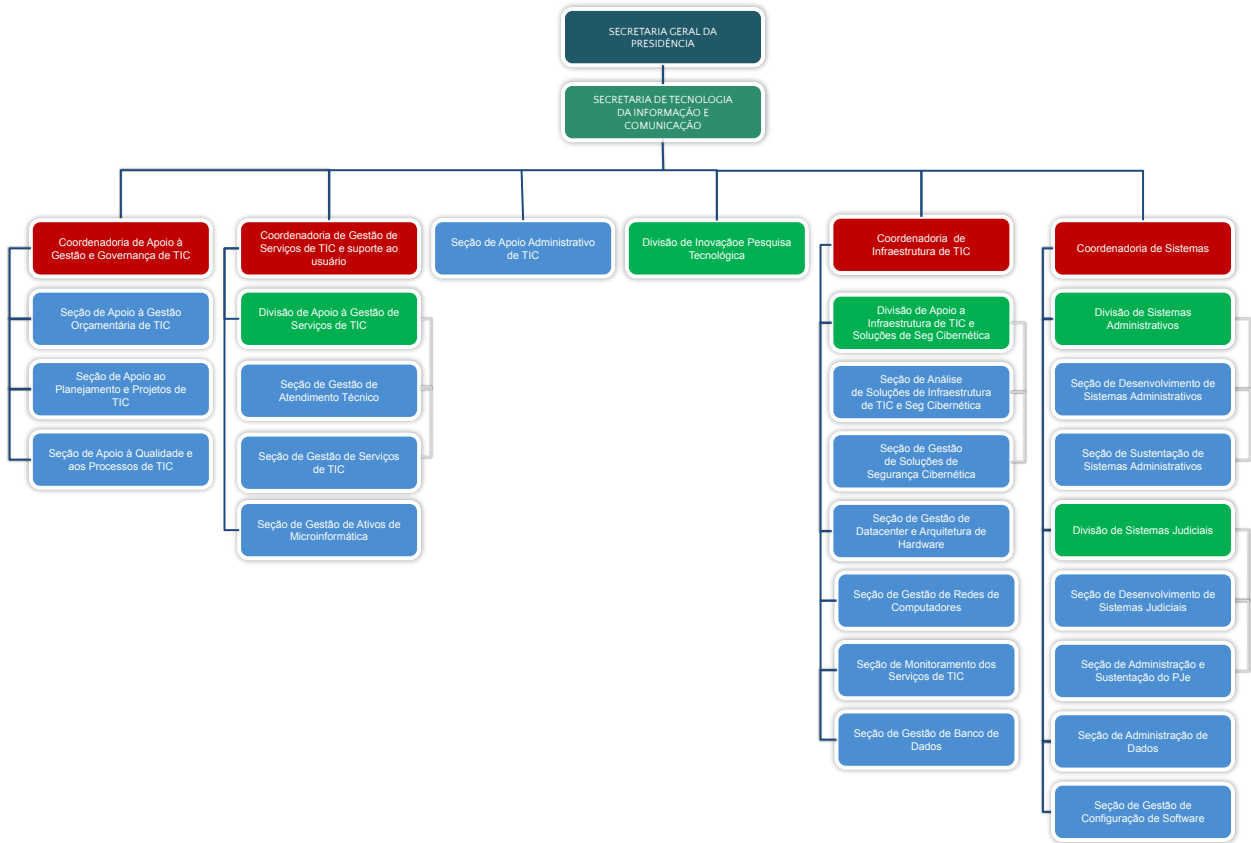 SECRETARIA GERAL DA
PRESIDÊNCIA
SECRETARIA DE TECNOLOGIA
DA INFORMAÇÃO E
COMUNICAÇÃO
Coordenadoria de Apoio à
Gestão e Governança de TIC
Seção de Apoio à Gestão
Orçamentária de TIC
Seção de Apoio ao
Planejamento e Projetos de
TIC
Seção de Apoio à Qualidade e
aos Processos de TIC
Coordenadoria de Gestão de
Serviços de TIC e suporte ao
usuário
Divisão de Apoio à Gestão de
Serviços de TIC
Seção de Gestão de
Atendimento Técnico
Seção de Gestão de Serviços
de TIC
Seção de Gestão de Ativos de
Microinformática
Seção de Apoio Administrativo
de TIC
Divisão de Inovaçãoe Pesquisa
Tecnológica
Coordenadoria de
Infraestrutura de TIC
Divisão de Apoio a
Infraestrutura de TIC e
Soluções de Seg Cibernética
Seção de Análise
de Soluções de Infraestrutura
de TIC e Seg Cibernética
Seção de Gestão
de Soluções de
Segurança Cibernética
Seção de Gestão de
Datacenter e Arquitetura de
Hardware
Seção de Gestão de Redes de
Computadores
Seção de Monitoramento dos
Serviços de TIC
Seção de Gestão de Banco de
Dados
Coordenadoria de Sistemas
Divisão de Sistemas
Administrativos
Seção de Desenvolvimento de
Sistemas Administrativos
Seção de Sustentação de
Sistemas Administrativos
Divisão de Sistemas Judiciais
Seção de Desenvolvimento de
Sistemas Judiciais
Seção de Administração e
Sustentação do PJe
Seção de Administração de
Dados
Seção de Gestão de
Configuração de Software